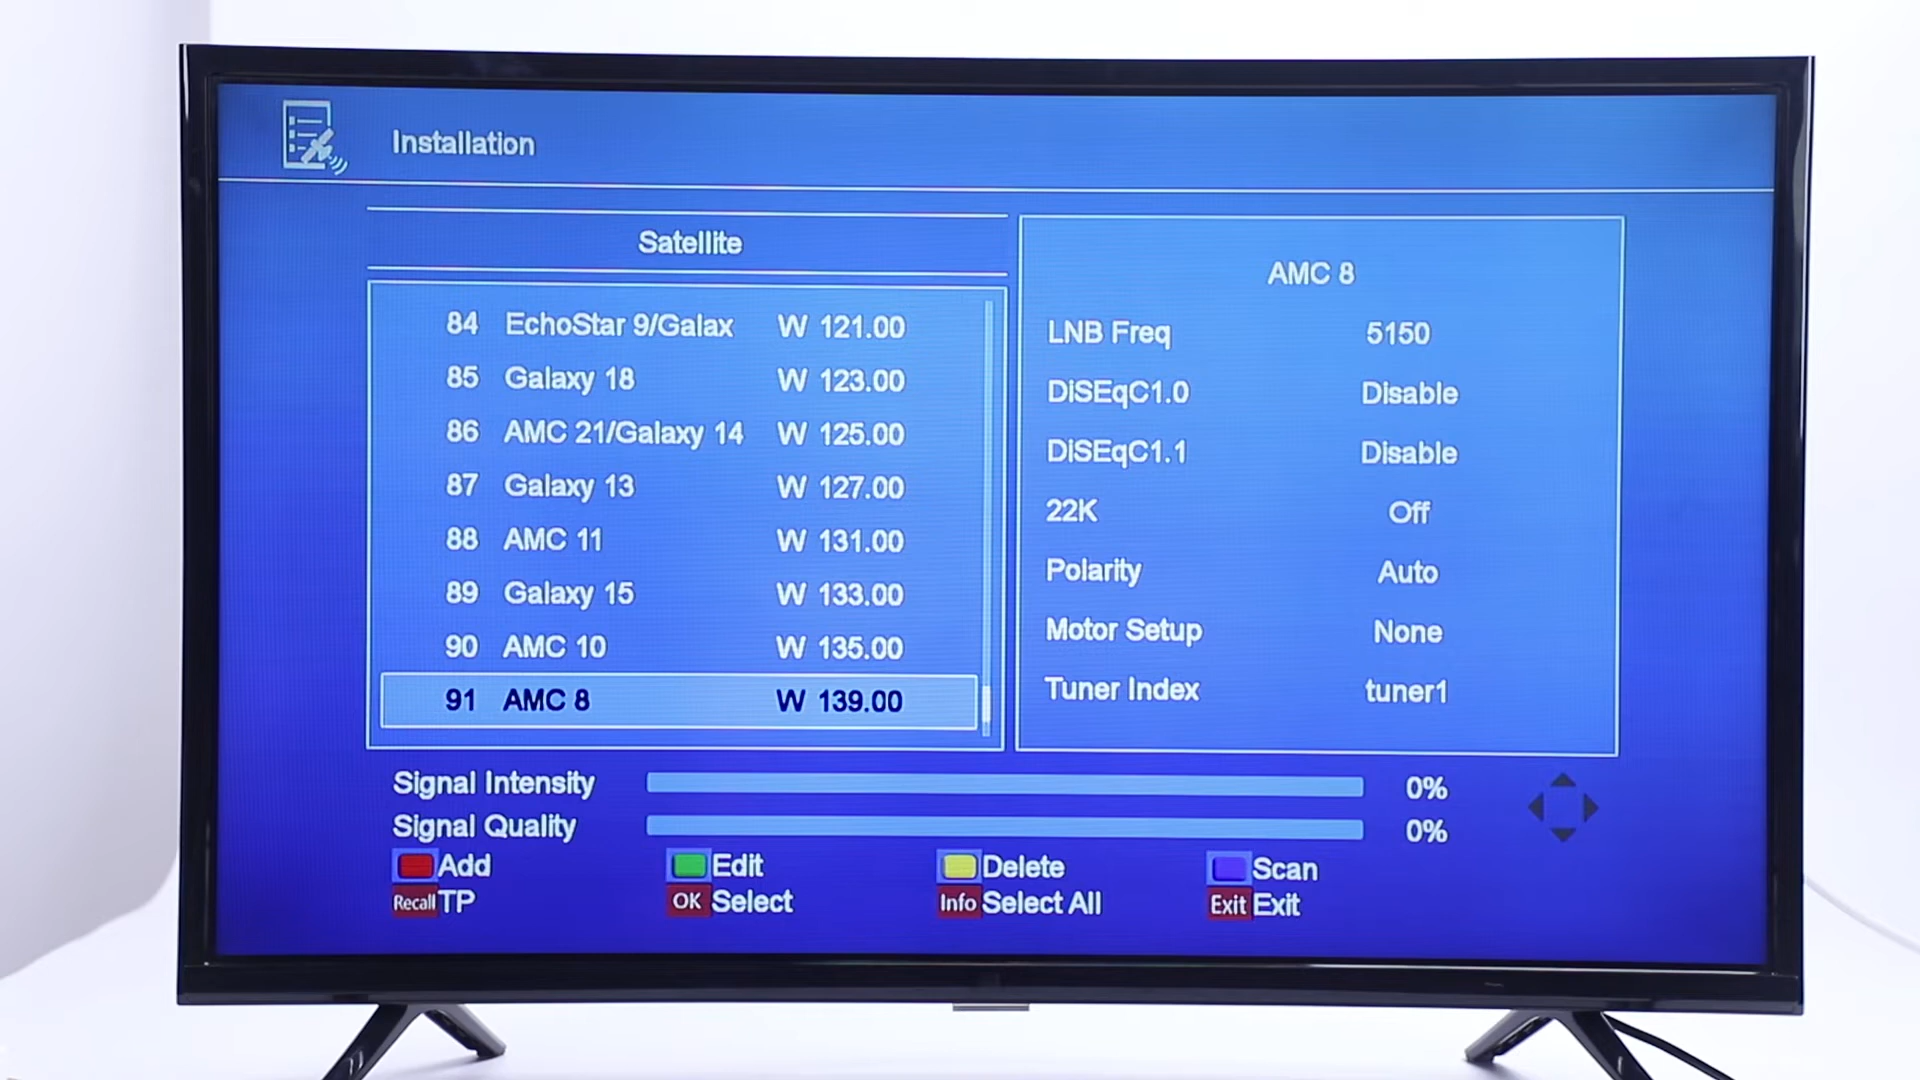 Installation
Satellite
84 EchoStar 9/Galax W 121.00
85 Galaxy 18 W 123.00
86 AMC 21/Galaxy 14 W 125.00
87 Galaxy 13 W 127.00
88 AMC 11 W 131.00
89 Galaxy 15 W 133.00
90 AMC 10 W 135.00
91 AMC 8 W 139.00
AMC 8
LNB Freq 5150
DiSEqC1.0 Disable
DiSEqC1.1 Disable
22K Off
Polarity Auto
Motor Setup None
Tuner Index tuner1
Signal Intensity 0%
Signal Quality 0%
Add Edit Delete Scan
Recall TP OK Select Info Select All Exit Exit